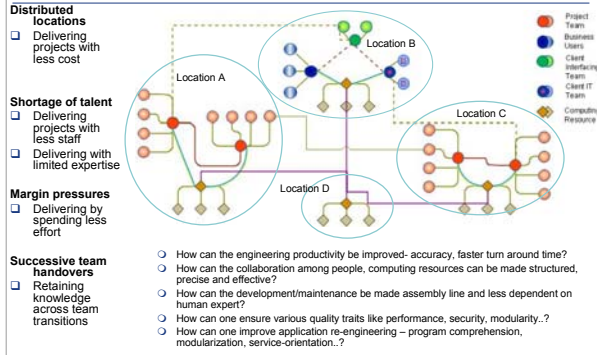 Distributed
locations
Delivering
projects with
less cost
Shortage of talent
Delivering
projects with
less staff
Delivering with
limited expertise
Margin pressures
Delivering by
spending less
effort
Successive team
handovers
Retaining
knowledge
across team
transitions
Location A
Location B
Location C
Location D
Project
Team
Business
Users
Client
Interfacing
Team
Client IT
Team
Computing
Resource
How can the engineering productivity be improved- accuracy, faster turn around time?
How can the collaboration among people, computing resources can be made structured,
precise and effective?
How can the development/maintenance be made assembly line and less dependent on
human expert?
How can one ensure various quality traits like performance, security, modularity..?
How can one improve application re-engineering – program comprehension,
modularization, service-orientation..?